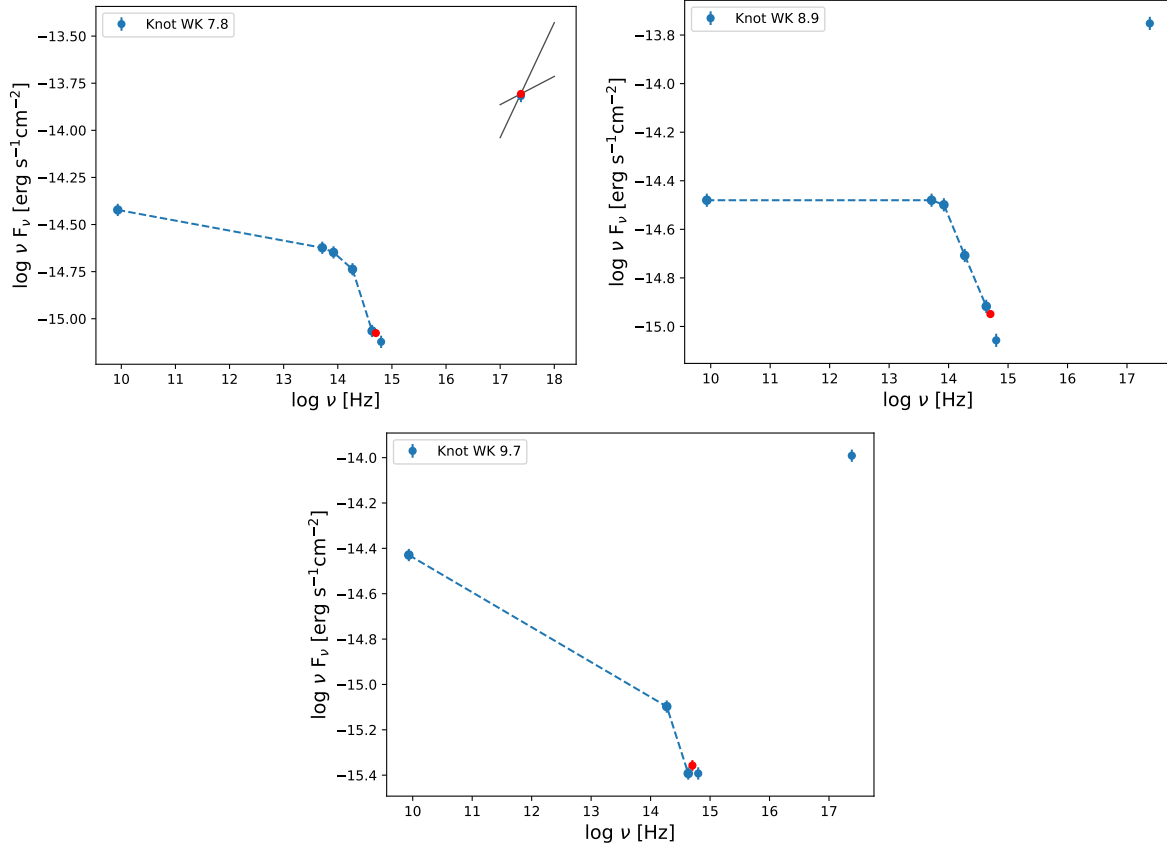 Knot WK 7.8
log ν Fν [erg s−1cm−2]
−13.50
−13.75
−14.00
−14.25
−14.50
−14.75
−15.00
10 11 12 13 14 15 16 17 18
log ν [Hz]
Knot WK 8.9
log ν Fν [erg s−1cm−2]
−13.8
−14.0
−14.2
−14.4
−14.6
−14.8
−15.0
10 11 12 13 14 15 16 17
log ν [Hz]
Knot WK 9.7
log ν Fν [erg s−1cm−2]
−14.0
−14.2
−14.4
−14.6
−14.8
−15.0
−15.2
−15.4
10 11 12 13 14 15 16 17
log ν [Hz]